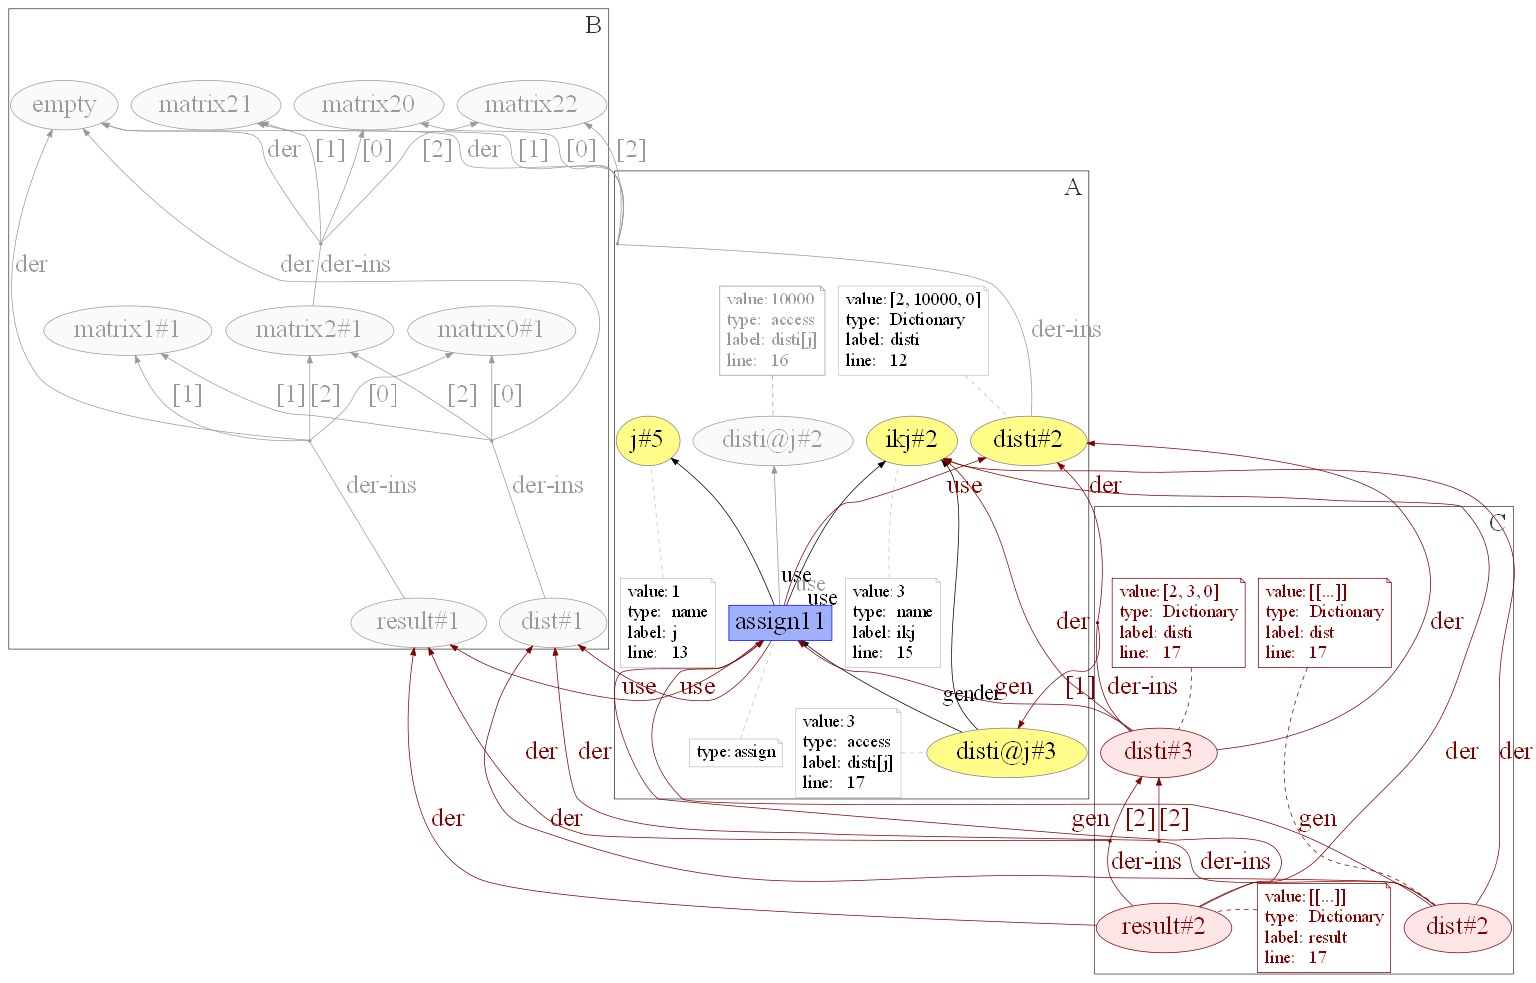 B
empty
matrix21
matrix20
matrix22
der
[1]
[0]
[2]
der
[1]
[0]
[2]
A
der
der
der-ins
value: 10000
type: access
label: disti[j]
line: 16
value: [2, 10000, 0]
type: Dictionary
label: disti
line: 12
matrix1#1
matrix2#1
matrix0#1
der-ins
[1]
[1]
[2]
[0]
[2]
[0]
j#5
disti@j#2
ikj#2
disti#2
der-ins
der-ins
use
der
C
value: 1
type: name
label: j
line: 13
use
use
use
value: 3
type: name
label: ikj
line: 15
value: [2, 3, 0]
type: Dictionary
label: disti
line: 17
value: [[...]]
type: Dictionary
label: dist
line: 17
result#1
dist#1
assign11
der
der
use
use
gen
der
gen
[1]
der-ins
value: 3
type: access
label: disti[j]
line: 17
type: assign
disti@j#3
disti#3
der
der
der
der
der
der
gen
[2]
[2]
gen
der-ins
der-ins
value: [[...]]
type: Dictionary
label: result
line: 17
result#2
dist#2